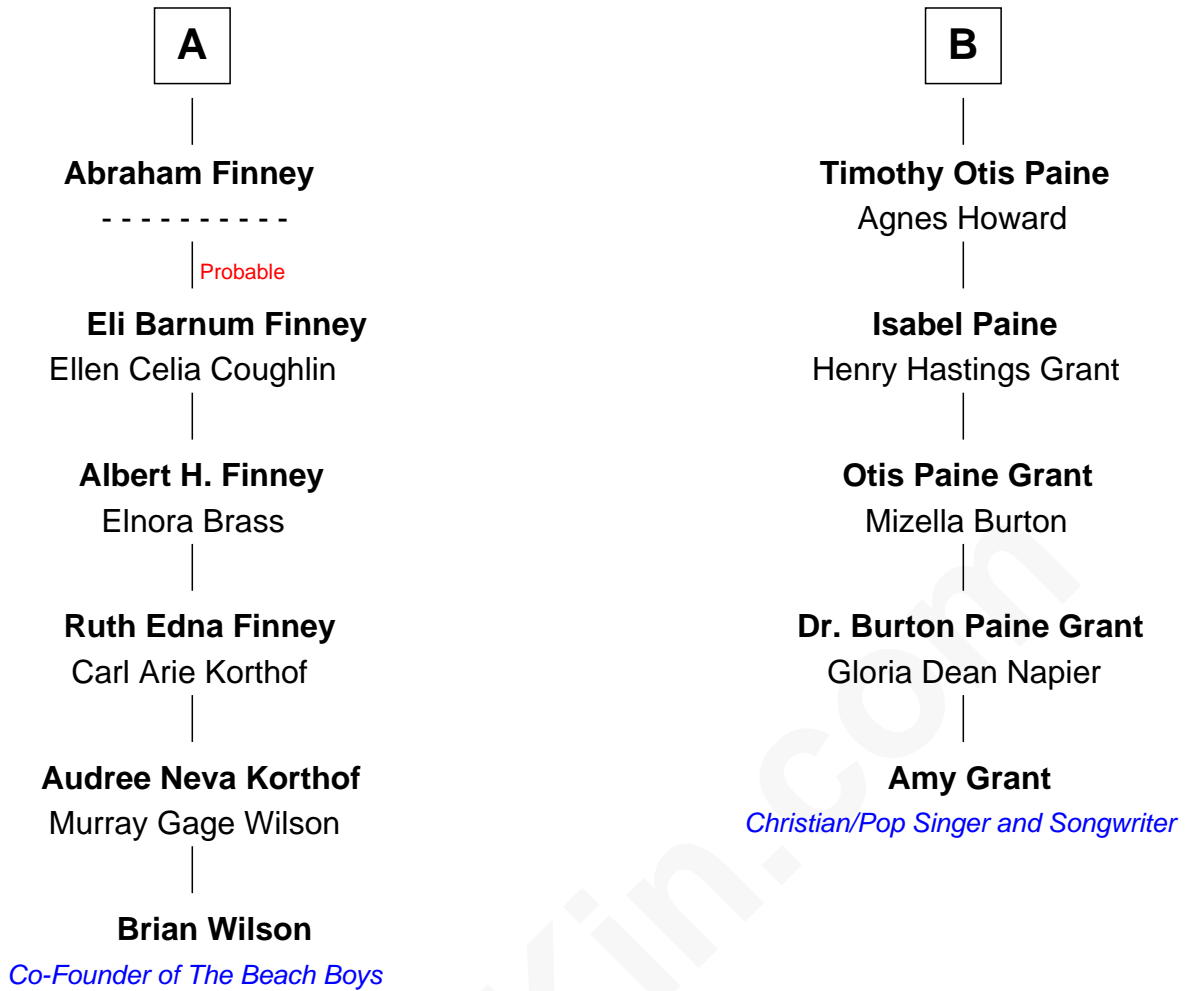 A
Abraham Finney
- - - - - - - - - -
Probable
Eli Barnum Finney
Ellen Celia Coughlin
Albert H. Finney
Elnora Brass
Ruth Edna Finney
Carl Arie Korthof
Audree Neva Korthof
Murray Gage Wilson
Brian Wilson
Co-Founder of The Beach Boys
B
Timothy Otis Paine
Agnes Howard
Isabel Paine
Henry Hastings Grant
Otis Paine Grant
Mizella Burton
Dr. Burton Paine Grant
Gloria Dean Napier
Amy Grant
Christian/Pop Singer and Songwriter
Kin.com